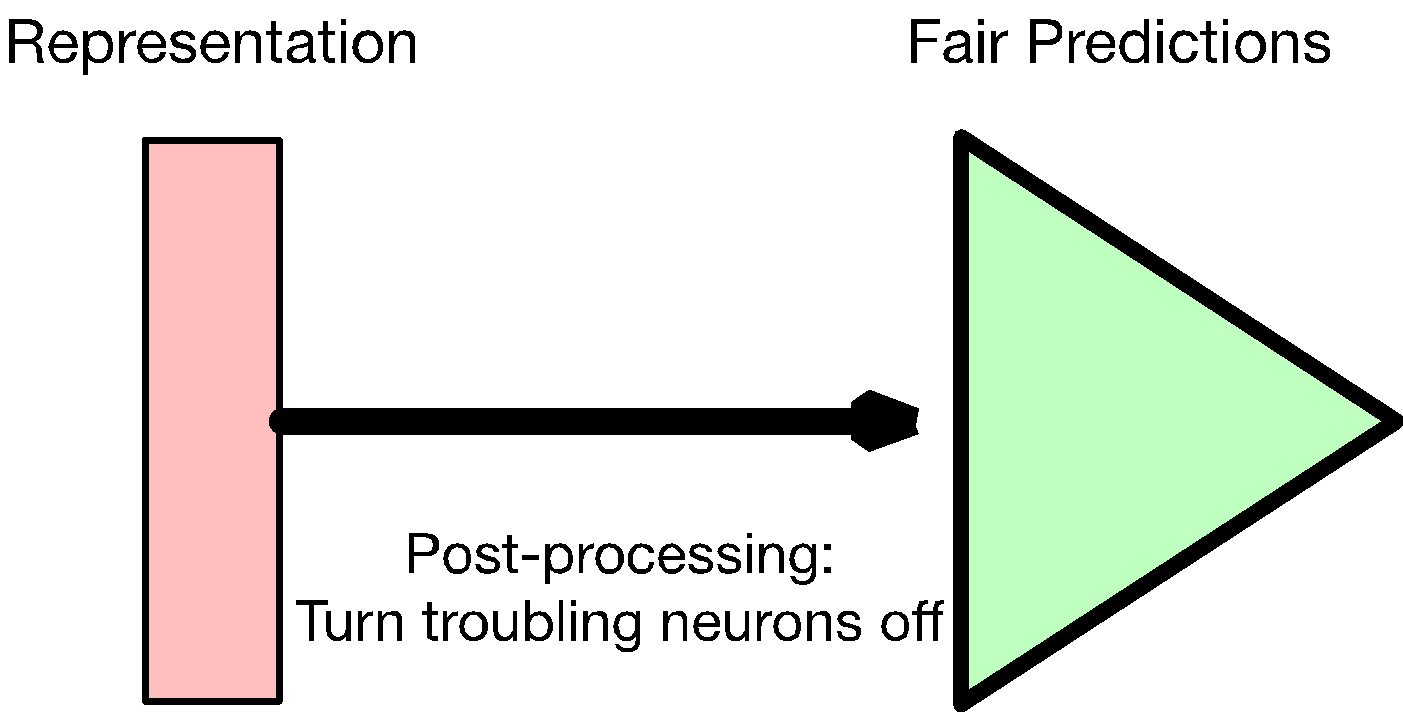 Representation
Fair Predictions
Post-processing:
Turn troubling neurons off